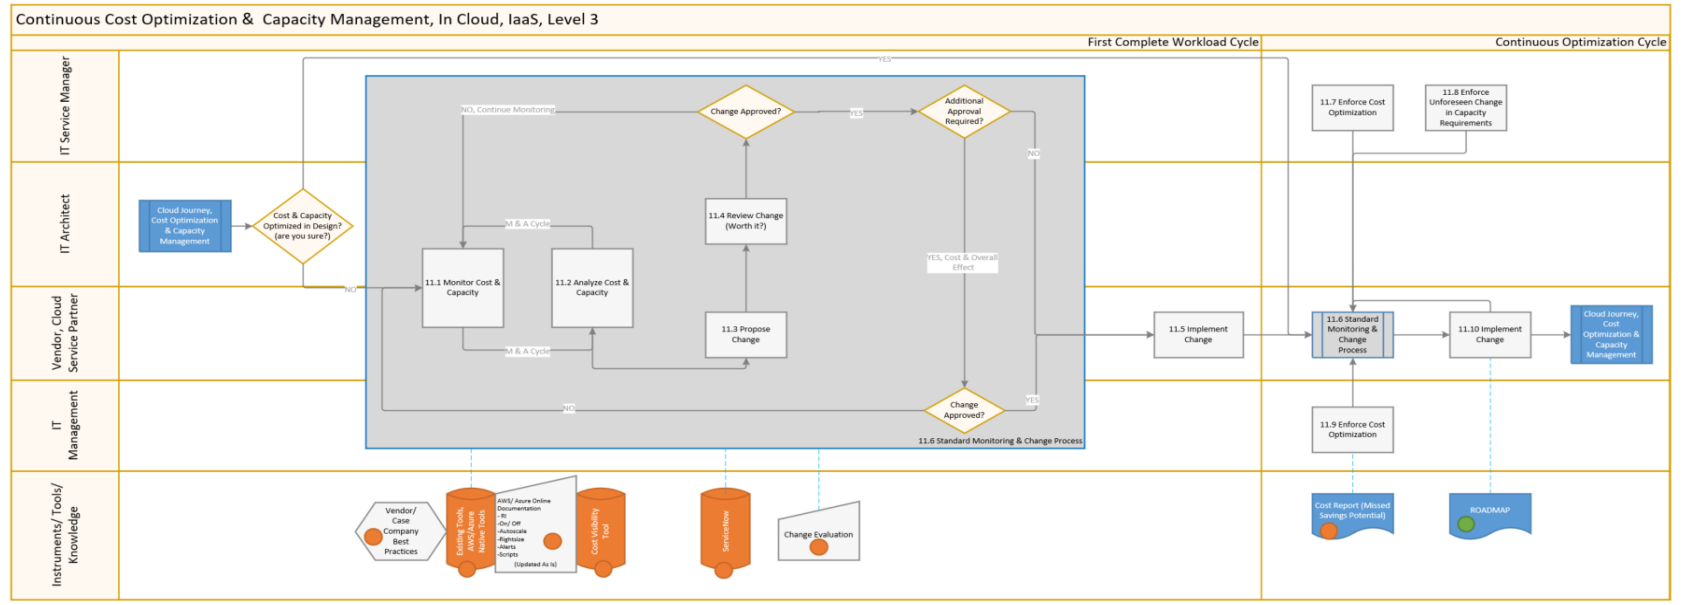 Continuous Cost Optimization & Capacity Management, In Cloud, IaaS, Level 3
First Complete Workload Cycle
Continuous Optimization Cycle
IT Service Manager
YES
NO, Continue Monitoring
Change Approved?
YES
Additional
Approval
Required?
NO
11.7 Enforce Cost
Optimization
11.8 Enforce
Unforeseen Change
in Capacity
Requirements
IT Architect
Cloud Journey,
Cost Optimization
& Capacity
Management
Cost & Capacity
Optimized in Design?
(are you sure?)
NO
M & A Cycle
11.1 Monitor Cost &
Capacity
11.2 Analyze Cost &
Capacity
11.4 Review Change
(Worth it?)
YES, Cost & Overall
Effect
Vendor, Cloud
Service Partner
M & A Cycle
11.3 Propose
Change
11.5 Implement
Change
11.6 Standard
Monitoring &
Change
Process
11.10 Implement
Change
Cloud Journey,
Cost
Optimization &
Capacity
Management
IT
Management
NO
Change
Approved?
YES
11.6 Standard Monitoring & Change Process
11.9 Enforce Cost
Optimization
Instruments/ Tools/
Knowledge
Vendor/
Case
Company
Best
Practices
Existing Tools,
AWS/Azure
Native Tools
AWS/ Azure Online
Documentation
- RI
-On/ Off
-Autoscale
-Rightsize
-Alerts
-Scripts
(Updated As Is)
Cost Visibility
Tool
ServiceNow
Change Evaluation
Cost Report (Missed
Savings Potential)
ROADMAP